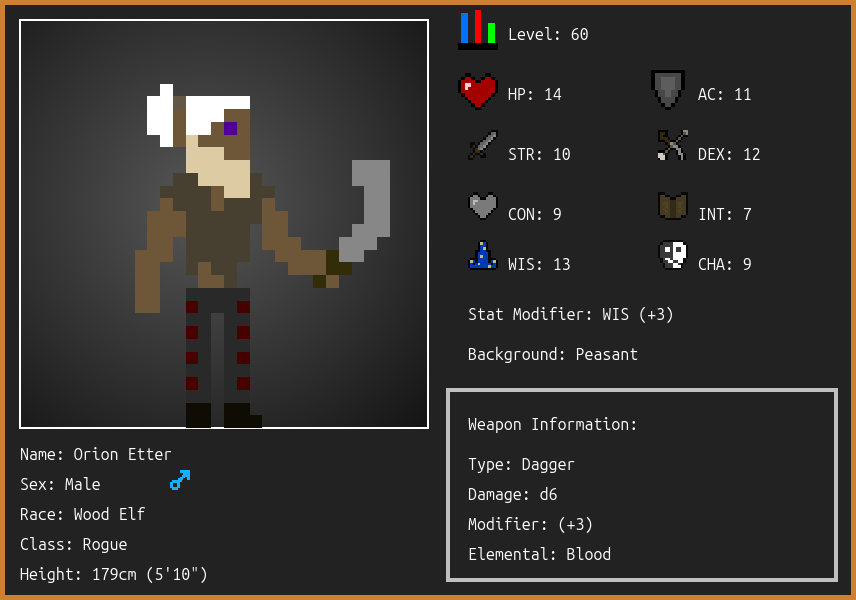 Level: 60
HP: 14
AC: 11
STR: 10
DEX: 12
CON: 9
INT: 7
WIS: 13
CHA: 9
Stat Modifier: WIS (+3)
Background: Peasant
Weapon Information:
Type: Dagger
Damage: d6
Modifier: (+3)
Elemental: Blood
Name: Orion Etter
Sex: Male
Race: Wood Elf
Class: Rogue
Height: 179cm (5'10")